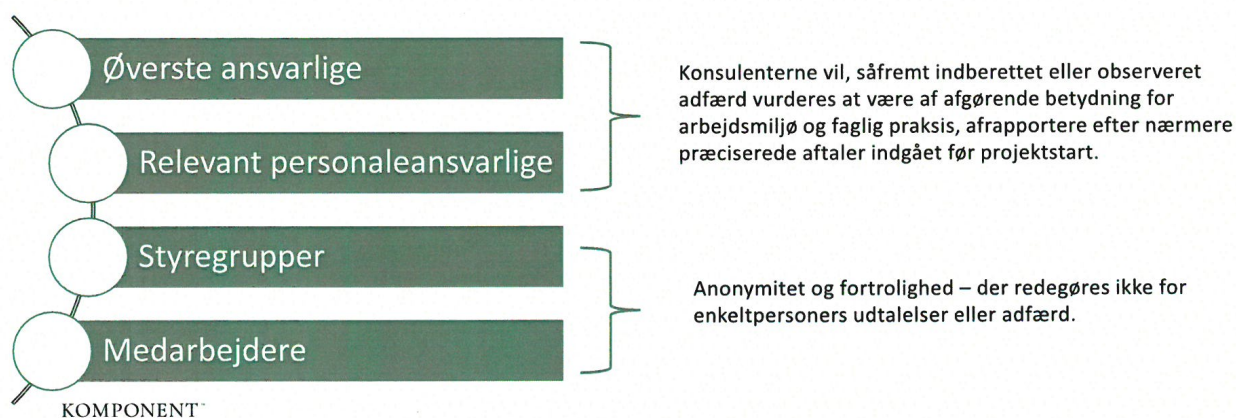 Øverste ansvarlige
Relevant personaleansvarlige
Konsulenterne vil, såfremt indberettet eller observeret
adfærd vurderes at være af afgørende betydning for
arbejdsmiljø og faglig praksis, afrapportere efter nærmere
præciserede aftaler indgået før projektstart.
Styregrupper
Medarbejdere
Anonymitet og fortrolighed – der redegøres ikke for
enkeltpersoners udtalelser eller adfærd.
KOMPONENT